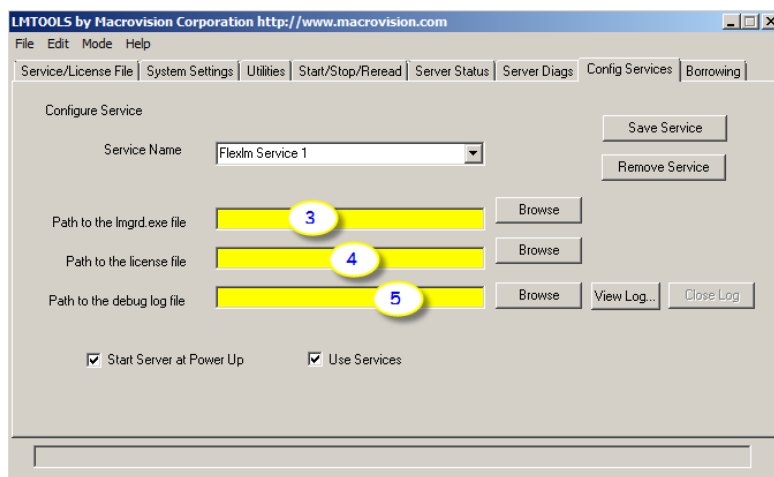 LMTOOLS by Macrovision Corporation http://www.macrovision.com
File Edit Mode Help
Service/License File System Settings Utilities Start/Stop/Reread Server Status Server Diags Config Services Borrowing
Configure Service
Save Service
Service Name Flexlm Service 1
Remove Service
Path to the lmgrd.exe file 3 Browse
Path to the license file 4 Browse
Path to the debug log file 5 Browse View Log... Close Log
Start Server at Power Up Use Services